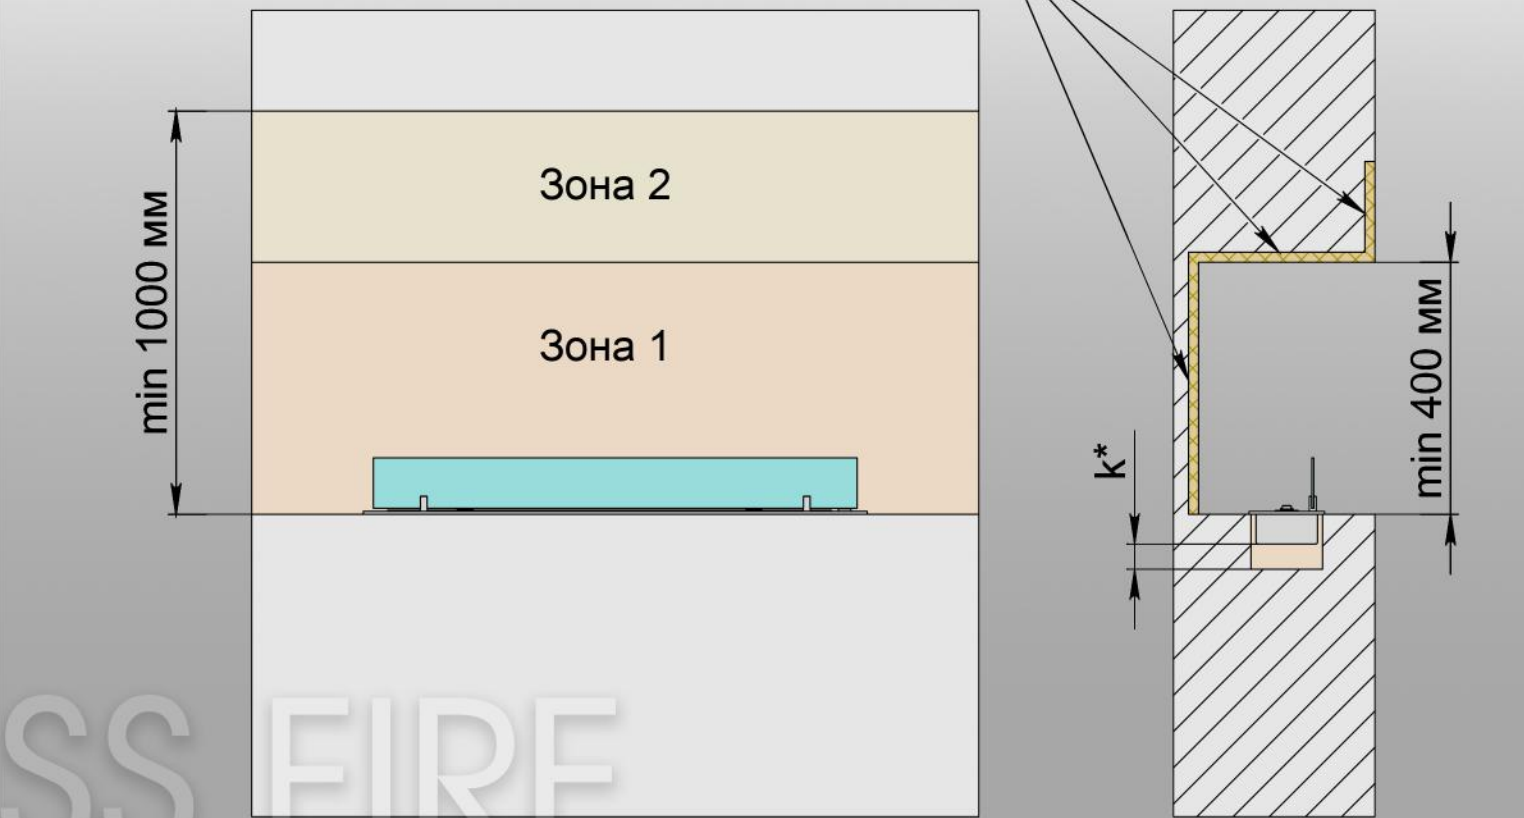 Зона 2
min 1000 мм
Зона 1
min 400 мм
k*
SS FIRE